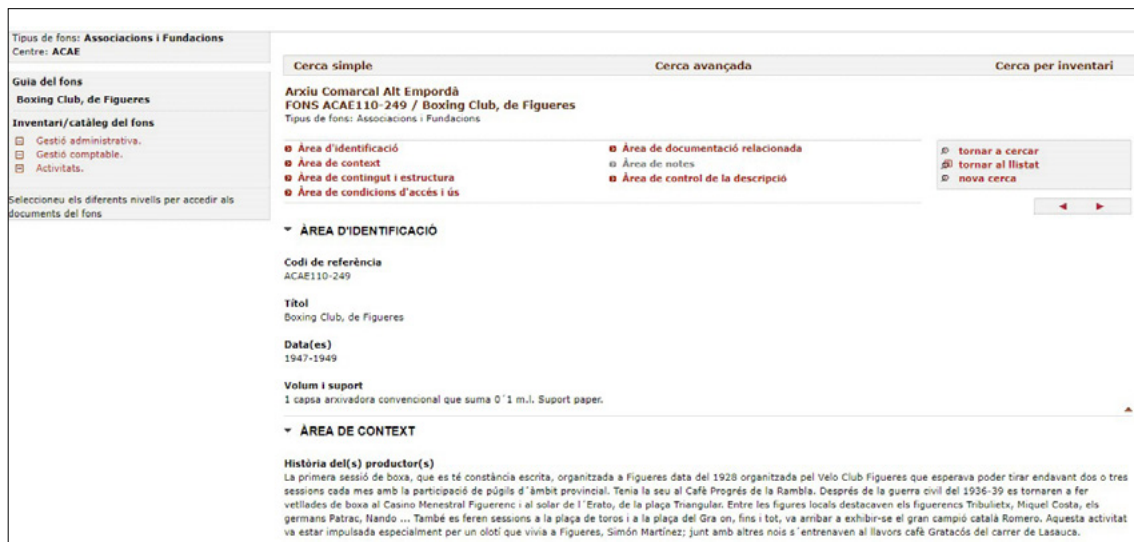 Tipus de fons: Associacions i Fundacions
Centre: ACAE
Guia del fons
Boxing Club, de Figueres
Inventari/catàleg del fons
Gestió administrativa.
Gestió comptable.
Activitats.
Seleccioneu els diferents nivells per accedir als
documents del fons
Cerca simple
Cerca avançada
Cerca per inventari
Arxiu Comarcal Alt Empordà
FONS ACAE110-249 / Boxing Club, de Figueres
Tipus de fons: Associacions i Fundacions
Àrea d'identificació
Àrea de context
Àrea de contingut i estructura
Àrea de condicions d'accés i ús
Àrea de documentació relacionada
Àrea de notes
Àrea de control de la descripció
tornar a cercar
tornar al llistat
nova cerca
ÀREA D'IDENTIFICACIÓ
Codi de referència
ACAE110-249
Títol
Boxing Club, de Figueres
Data(es)
1947-1949
Volum i suport
1 capsa arxivadora convencional que suma 0´1 m.l. Suport paper.
ÀREA DE CONTEXT
Història del(s) productor(s)
La primera sessió de boxa, que es té constància escrita, organitzada a Figueres data del 1928 organitzada pel Velo Club Figueres que esperava poder tirar endavant dos o tres
sessions cada mes amb la participació de púgils d´àmbit provincial. Tenia la seu al Cafè Progrés de la Rambla. Després de la guerra civil del 1936-39 es tornaren a fer
vetllades de boxa al Casino Menestral Figuerenc i al solar de l´Erato, de la plaça Triangular. Entre les figures locals destacaven els figuerencs Tribulietx, Miquel Costa, els
germans Patrac, Nando ... També es feren sessions a la plaça de toros i a la plaça del Gra on, fins i tot, va arribar a exhibir-se el gran campió català Romero. Aquesta activitat
va estar impulsada especialment per un olotí que vivia a Figueres, Simón Martínez; junt amb altres nois s´entrenaven al llavors cafè Gratacós del carrer de Lasauca.